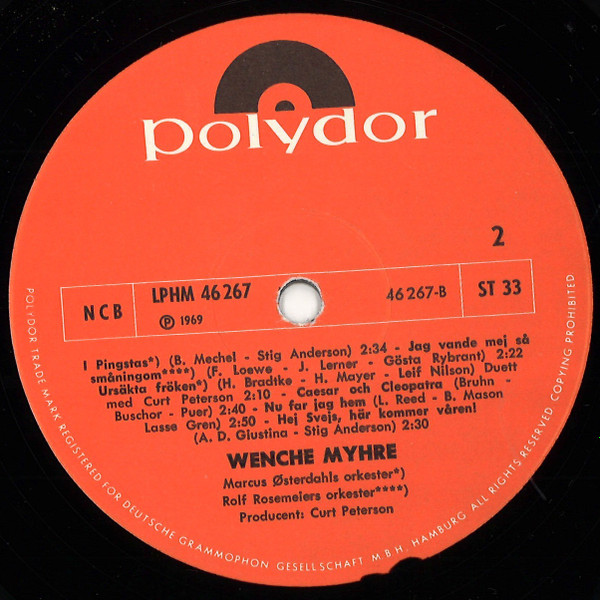 polydor
2
NCB
LPHM 46 267
℗ 1969
46 267-B
ST 33
I Pingstas*) (B. Mechel - Stig Anderson) 2:34 - Jag vande mej så
småningom****) (F. Loewe - J. Lerner - Gösta Rybrant) 2:22
Ursäkta fröken*) (H. Bradtke - H. Mayer - Leif Nilson) Duett
med Curt Peterson 2:10 - Caesar och Cleopatra (Bruhn -
Buschor - Puer) 2:40 - Nu far jag hem (L. Reed - B. Mason
Lasse Gren) 2:50 - Hej Svejs, här kommer våren!
(A. D. Giustina - Stig Anderson) 2:30
WENCHE MYHRE
Marcus Østerdahls orkester*)
Rolf Rosemeiers orkester****)
Producent: Curt Peterson
POLYDOR TRADE MARK REGISTERED FOR DEUTSCHE GRAMMOPHON GESELLSCHAFT M B H. HAMBURG ALL RIGHTS RESERVED COPYING PROHIBITED